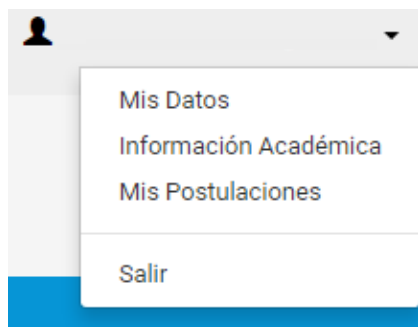 Mis Datos
Información Académica
Mis Postulaciones
Salir